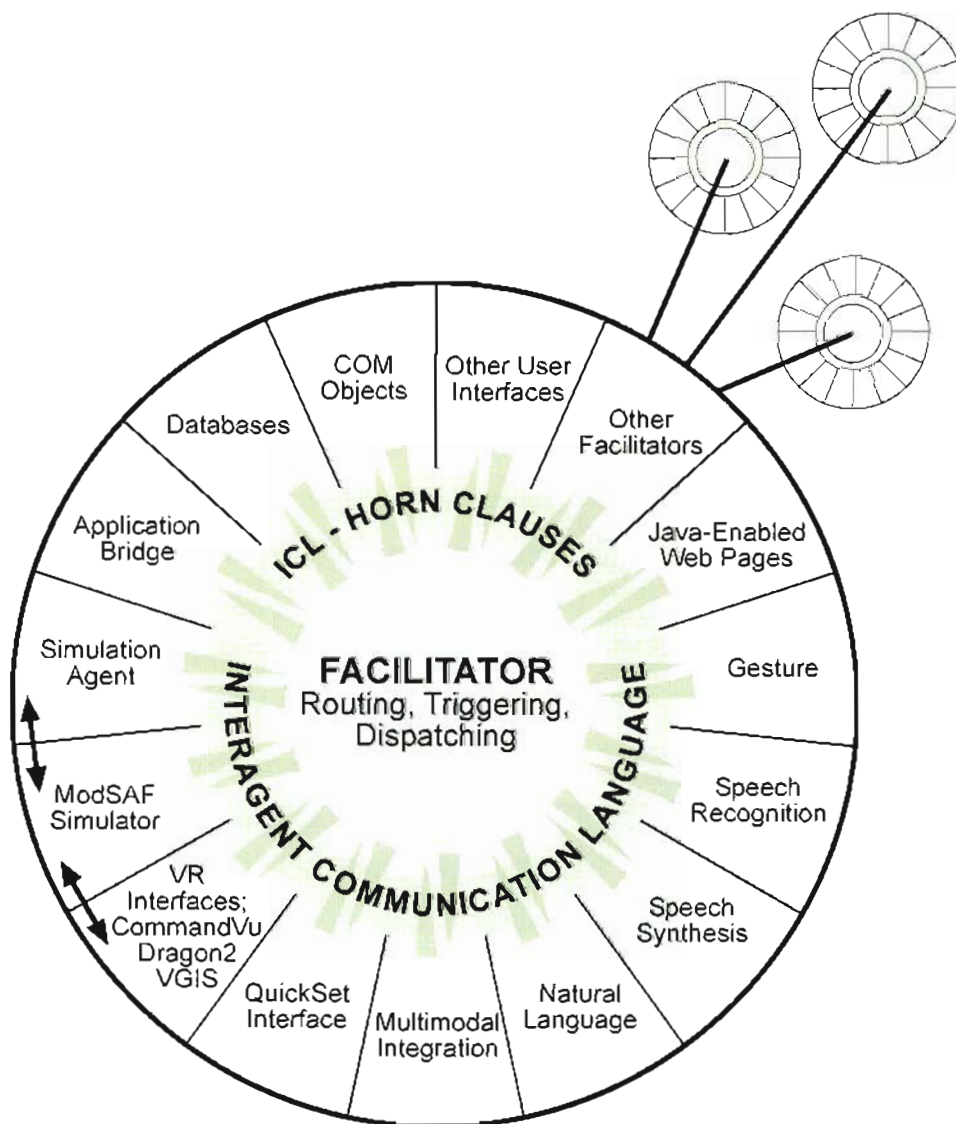 COM
Objects
Other User
Interfaces
Other
Facilitators
Java-Enabled
Web Pages
Gesture
Speech
Recognition
Speech
Synthesis
Natural
Language
Multimodal
Integration
QuickSet
Interface
VR
Interfaces;
CommandVu
Dragon2
VGIS
ModSAF
Simulator
Simulation
Agent
Application
Bridge
Databases
ICL - HORN CLAUSES
FACILITATOR
Routing, Triggering,
Dispatching
INTERAGENT COMMUNICATION LANGUAGE